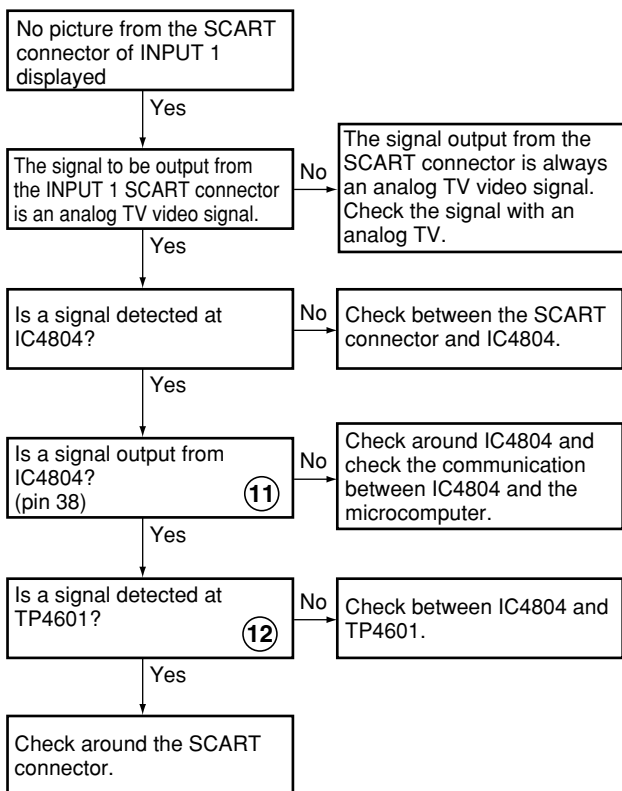 No picture from the SCART
connector of INPUT 1
displayed
Yes
The signal to be output from
the INPUT 1 SCART connector
is an analog TV video signal.
No
The signal output from the
SCART connector is always
an analog TV video signal.
Check the signal with an
analog TV.
Yes
Is a signal detected at
IC4804?
No
Check between the SCART
connector and IC4804.
Yes
Is a signal output from
IC4804?
(pin 38)
11
No
Check around IC4804 and
check the communication
between IC4804 and the
microcomputer.
Yes
Is a signal detected at
TP4601?
12
No
Check between IC4804 and
TP4601.
Yes
Check around the SCART
connector.